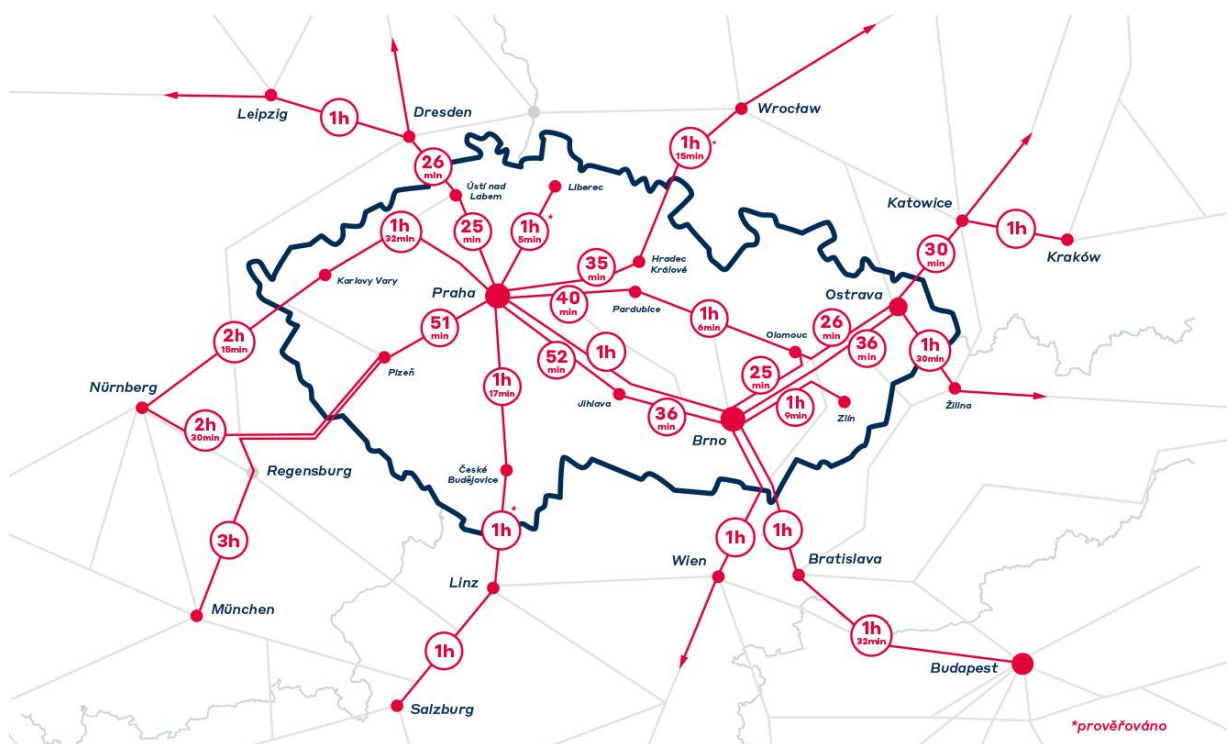 Leipzig
1h
Dresden
Wrocław
26
min
1h
15min*
Ústí nad
Labem
Liberec
25
min
1h
5min*
1h
32min
Karlovy Vary
Katowice
1h
Kraków
30
min
35
min
Hradec
Králové
Praha
40
min
Pardubice
Ostrava
51
min
1h
6min
Olomouc
26
min
36
min
1h
30min
2h
15min
52
min
1h
25
min
Nürnberg
Plzeň
1h
17min
Jihlava
36
min
Brno
1h
9min
Zlín
Žilina
2h
30min
Regensburg
České
Budějovice
3h
1h*
1h
1h
Linz
Wien
Bratislava
München
1h
1h
32min
Budapest
Salzburg
*prověřováno